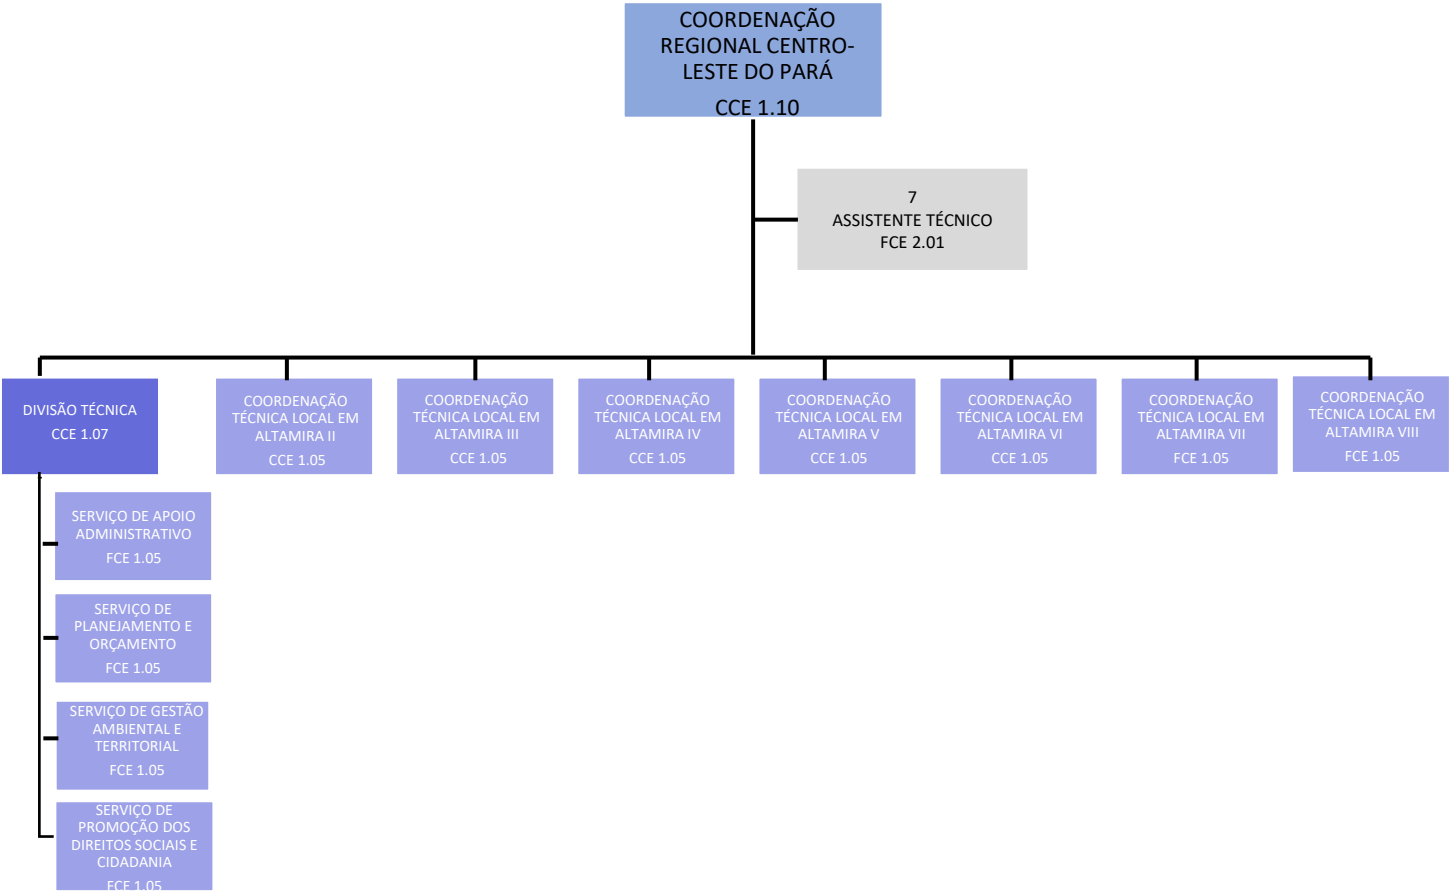 COORDENAÇÃO
REGIONAL CENTRO-
LESTE DO PARÁ
CCE 1.10
7
ASSISTENTE TÉCNICO
FCE 2.01
DIVISÃO TÉCNICA
CCE 1.07
COORDENAÇÃO
TÉCNICA LOCAL EM
ALTAMIRA II
CCE 1.05
COORDENAÇÃO
TÉCNICA LOCAL EM
ALTAMIRA III
CCE 1.05
COORDENAÇÃO
TÉCNICA LOCAL EM
ALTAMIRA IV
CCE 1.05
COORDENAÇÃO
TÉCNICA LOCAL EM
ALTAMIRA V
CCE 1.05
COORDENAÇÃO
TÉCNICA LOCAL EM
ALTAMIRA VI
CCE 1.05
COORDENAÇÃO
TÉCNICA LOCAL EM
ALTAMIRA VII
FCE 1.05
COORDENAÇÃO
TÉCNICA LOCAL EM
ALTAMIRA VIII
FCE 1.05
SERVIÇO DE APOIO
ADMINISTRATIVO
FCE 1.05
SERVIÇO DE
PLANEJAMENTO E
ORÇAMENTO
FCE 1.05
SERVIÇO DE GESTÃO
AMBIENTAL E
TERRITORIAL
FCE 1.05
SERVIÇO DE
PROMOÇÃO DOS
DIREITOS SOCIAIS E
CIDADANIA
FCE 1.05